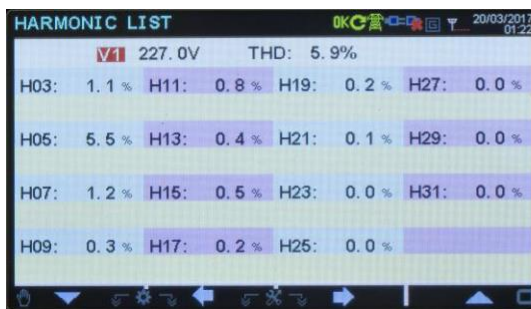 HARMONIC LIST OK G 20/03/2017
01:22
V1 227.0V THD: 5.9%
H03: 1.1 % H11: 0.8 % H19: 0.2 % H27: 0.0 %
H05: 5.5 % H13: 0.4 % H21: 0.1 % H29: 0.0 %
H07: 1.2 % H15: 0.5 % H23: 0.0 % H31: 0.0 %
H09: 0.3 % H17: 0.2 % H25: 0.0 %